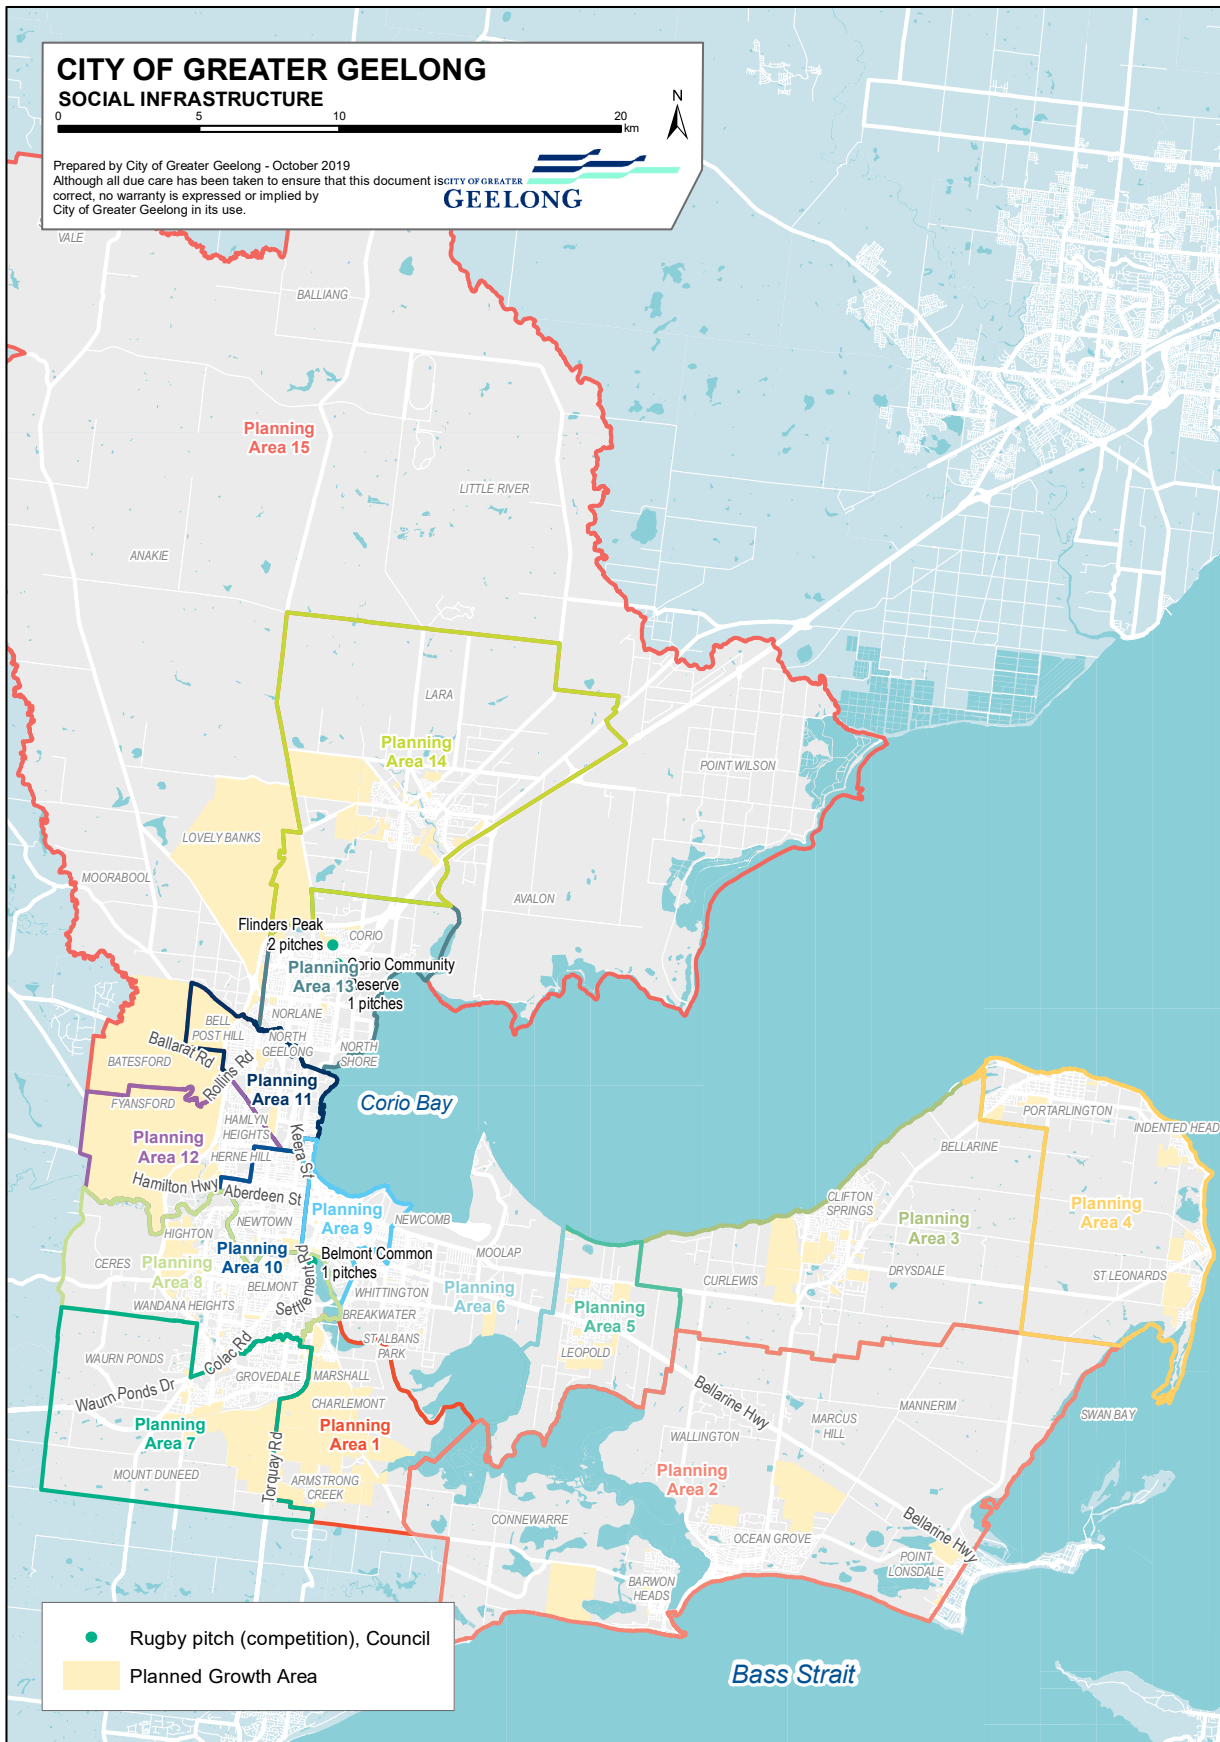 CITY OF GREATER GEELONG
SOCIAL INFRASTRUCTURE
0 5 10 20
km
N
Prepared by City of Greater Geelong - October 2019
Although all due care has been taken to ensure that this document is
correct, no warranty is expressed or implied by
City of Greater Geelong in its use.
CITY OF GREATER
GEELONG
VALE
BALLIANG
Planning
Area 15
LITTLE RIVER
ANAKIE
LARA
Planning
Area 14
POINT WILSON
LOVELY BANKS
MOORABOOL
AVALON
Flinders Peak
2 pitches
CORIO
Corio Community
Reserve
1 pitches
Planning
Area 13
NORLANE
BELL
POST HILL
NORTH
GEELONG
NORTH
SHORE
Ballarat Rd
BATESFORD
Rollins Rd
Planning
Area 11
FYANSFORD
Corio Bay
PORTARLINGTON
INDENTED HEAD
HAMLYN
HEIGHTS
Keera St
Planning
Area 12
HERNE HILL
BELLARINE
Hamilton Hwy
Aberdeen St
CLIFTON
SPRINGS
Planning
Area 4
Planning
Area 9
NEWCOMB
NEWTOWN
HIGHTON
Planning
Area 3
MOOLAP
Planning
Area 10
Belmont Common
1 pitches
CERES
Planning
Area 8
BELMONT
Settlement Rd
WHITTINGTON
Planning
Area 6
CURLEWIS
DRYSDALE
ST LEONARDS
WANDANA HEIGHTS
BREAKWATER
Planning
Area 5
LEOPOLD
Colac Rd
ST ALBANS
PARK
WAURN PONDS
GROVEDALE
MARSHALL
Waurn Ponds Dr
CHARLEMONT
Bellarine Hwy
MANNERIM
SWAN BAY
Planning
Area 7
Planning
Area 1
MARCUS
HILL
WALLINGTON
Torquay Rd
MOUNT DUNEED
ARMSTRONG
CREEK
Planning
Area 2
CONNEWARRE
OCEAN GROVE
Bellarine Hwy
POINT
LONSDALE
BARWON
HEADS
Rugby pitch (competition), Council
Planned Growth Area
Bass Strait